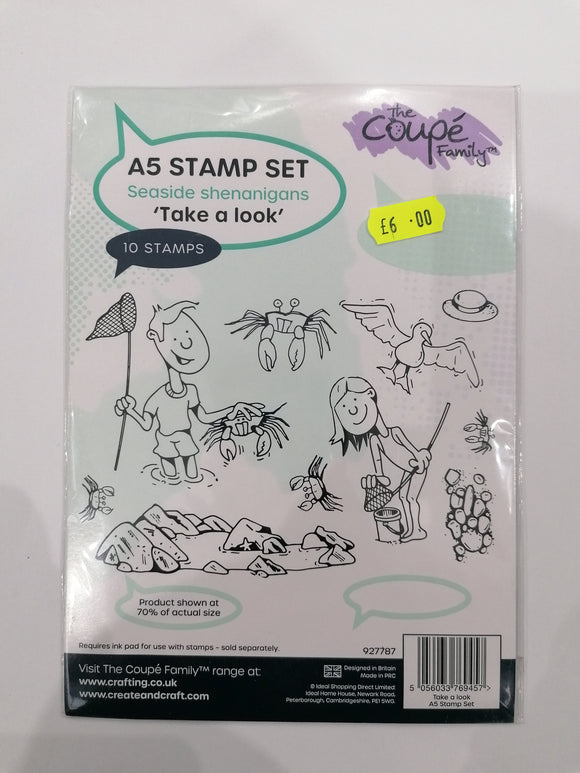 The
Coupé
Family™
A5 STAMP SET
Seaside shenanigans
‘Take a look’
10 STAMPS
£6.00
Product shown at
70% of actual size
Requires ink pad for use with stamps - sold separately.
927787
Visit The Coupé Family™ range at:
www.crafting.co.uk
www.createandcraft.com
Designed in Britain
Made in PRC
© Ideal Shopping Direct Limited
Ideal Home House, Newark Road,
Peterborough, Cambridgeshire, PE1 5WG.
5 056033 769457>
Take a look
A5 Stamp Set